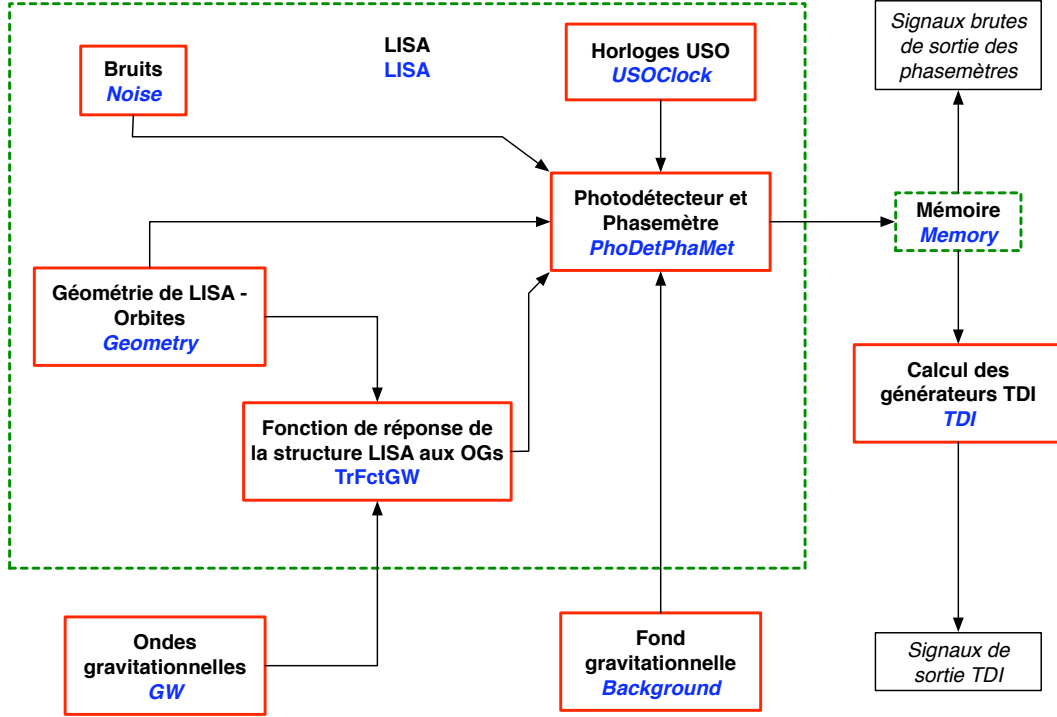 LISA
LISA
Bruits
Noise
Horloges USO
USOClock
Signaux brutes
de sortie des
phasemètres
Photodétecteur et
Phasemètre
PhoDetPhaMet
Mémoire
Memory
Géométrie de LISA -
Orbites
Geometry
Calcul des
générateurs TDI
TDI
Fonction de réponse de
la structure LISA aux OGs
TrFctGW
Ondes
gravitationnelles
GW
Fond
gravitationnelle
Background
Signaux de
sortie TDI